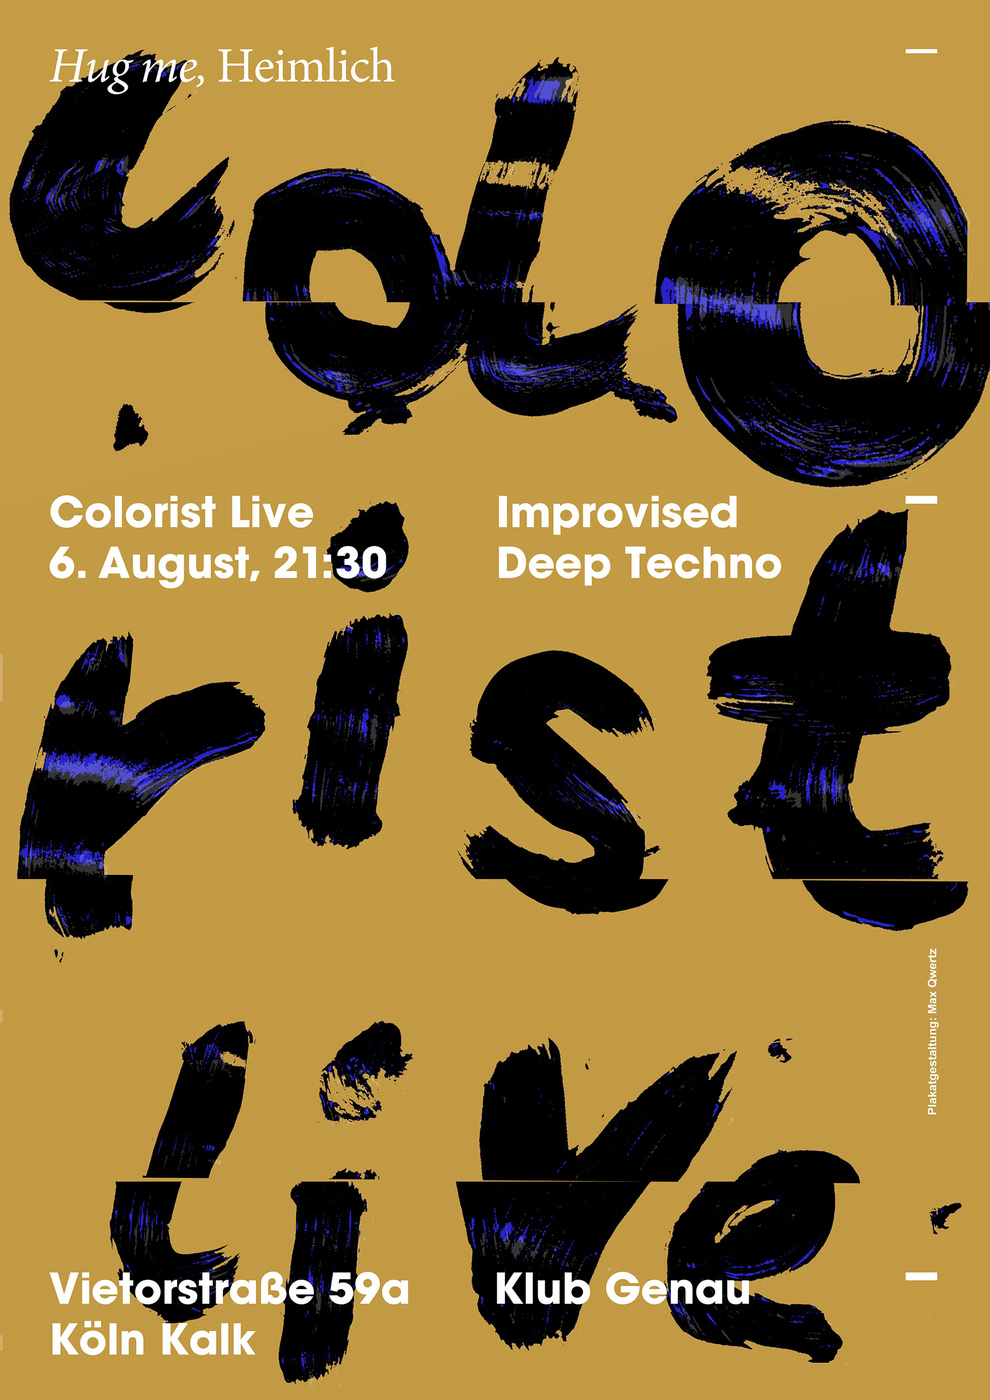 Hug me, Heimlich
Colo
Colorist Live
6. August, 21:30
Improvised
Deep Techno
rist
Plakatgestaltung: Max Qwertz
live
Vietorstraße 59a
Köln Kalk
Klub Genau